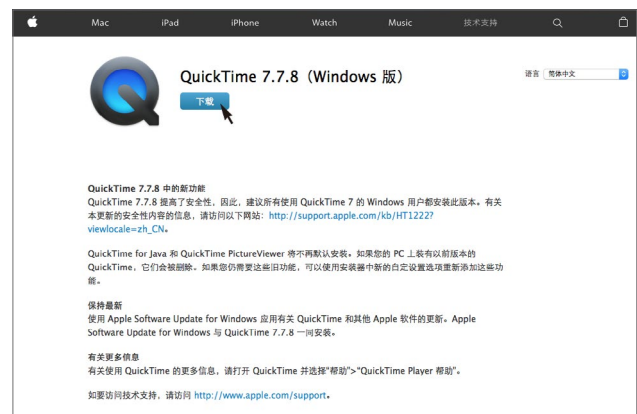 Mac iPad iPhone Watch Music 技术支持
QuickTime 7.7.8（Windows 版）
语言 简体中文
下载
QuickTime 7.7.8 中的新功能
QuickTime 7.7.8 提高了安全性，因此，建议所有使用 QuickTime 7 的 Windows 用户都安装此版本。有关
本更新的安全性内容的信息，请访问以下网站：http://support.apple.com/kb/HT1222?
viewlocale=zh_CN。
QuickTime for Java 和 QuickTime PictureViewer 将不再默认安装。如果您的 PC 上装有以前版本的
QuickTime，它们会被删除。如果您仍需要这些旧功能，可以使用安装器中新的自定设置选项重新添加这些功
能。
保持最新
使用 Apple Software Update for Windows 应用有关 QuickTime 和其他 Apple 软件的更新。Apple
Software Update for Windows 与 QuickTime 7.7.8 一同安装。
有关更多信息
有关使用 QuickTime 的更多信息，请打开 QuickTime 并选择“帮助”>“QuickTime Player 帮助”。
如要访问技术支持，请访问 http://www.apple.com/support。